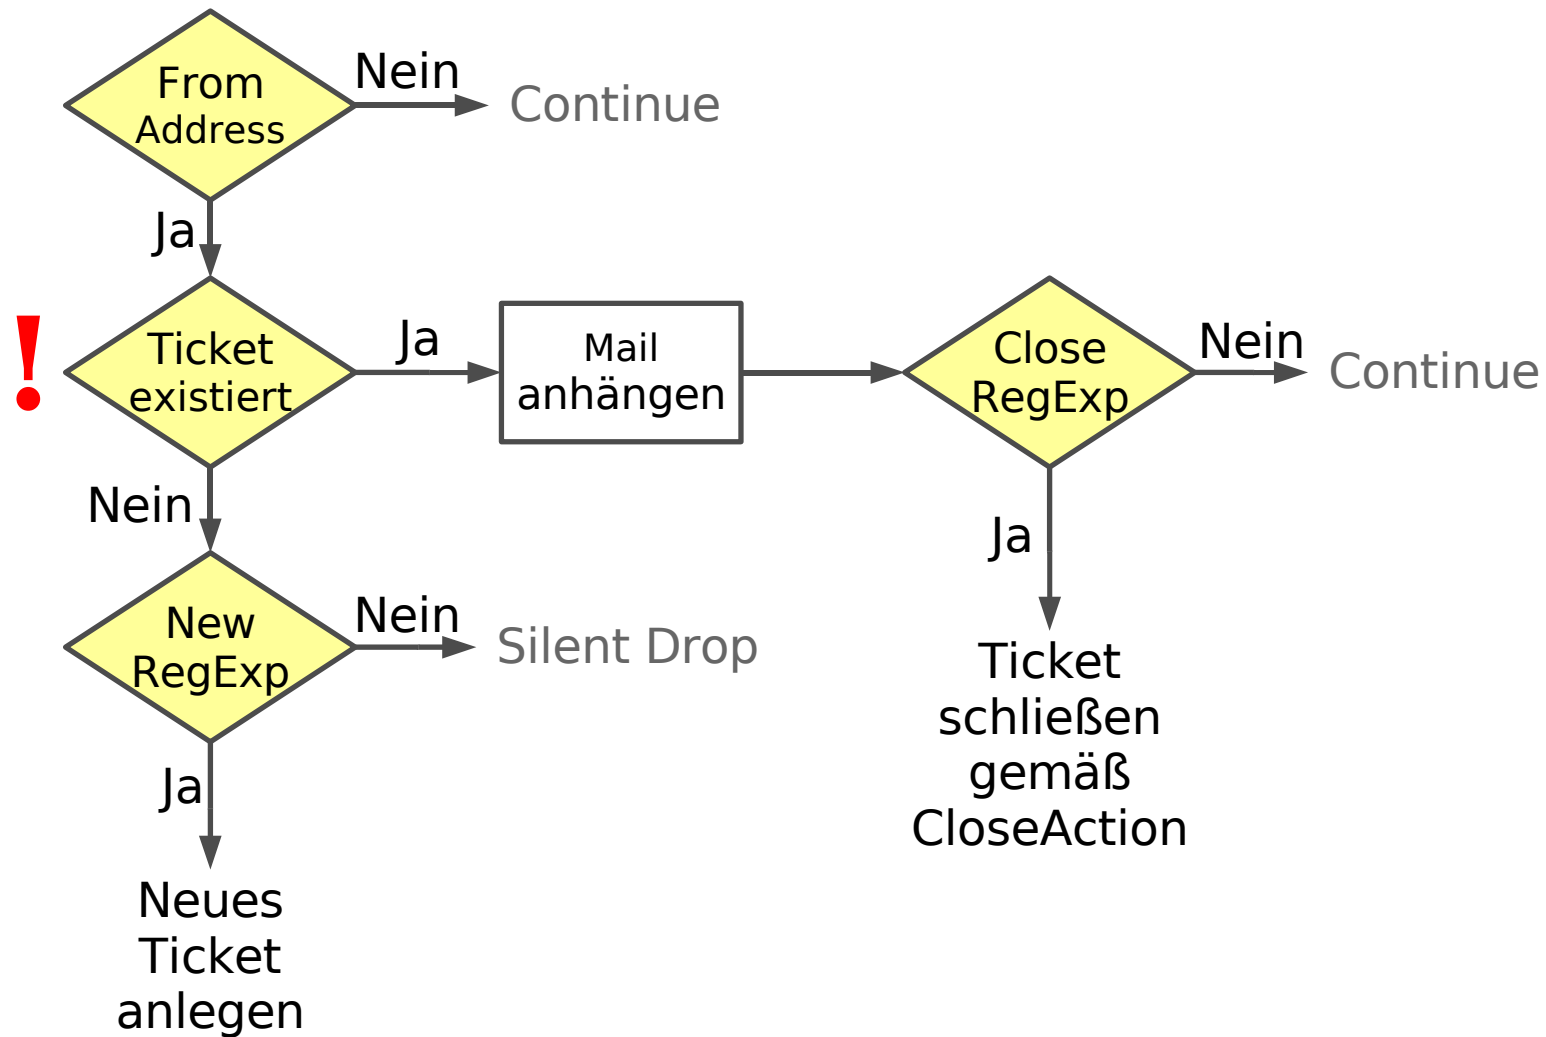 From
Address
Nein
Continue
Ja
!
Ticket
existiert
Ja
Mail
anhängen
Close
RegExp
Nein
Continue
Nein
Ja
New
RegExp
Nein
Silent Drop
Ticket
schließen
gemäß
CloseAction
Ja
Neues
Ticket
anlegen